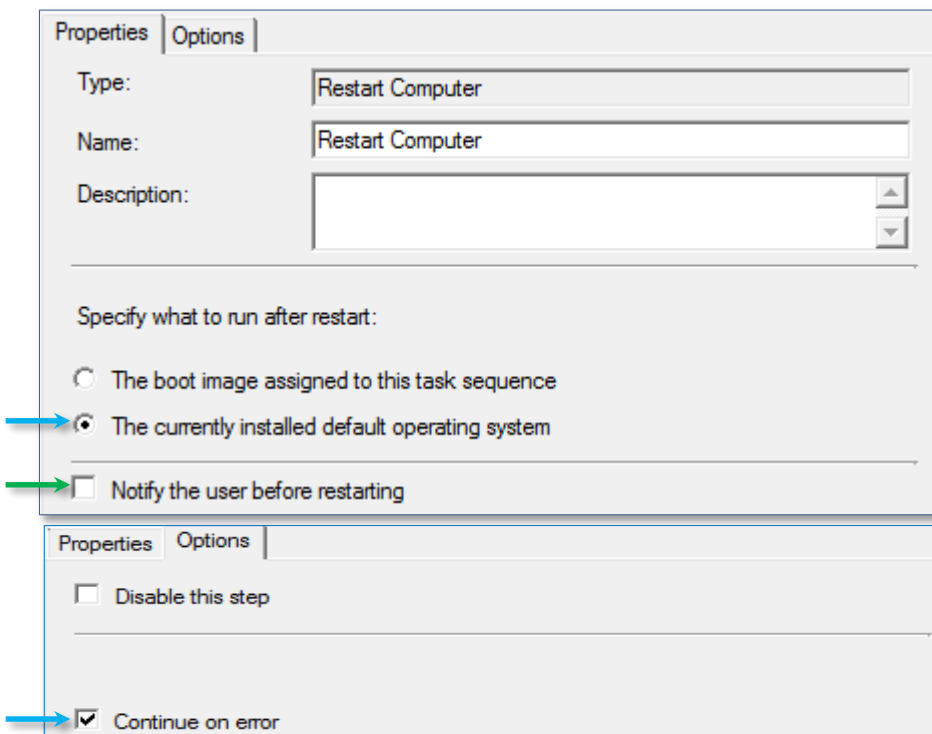 Properties Options
Type: Restart Computer
Name: Restart Computer
Description:
Specify what to run after restart:
The boot image assigned to this task sequence
The currently installed default operating system
Notify the user before restarting
Properties Options
Disable this step
Continue on error